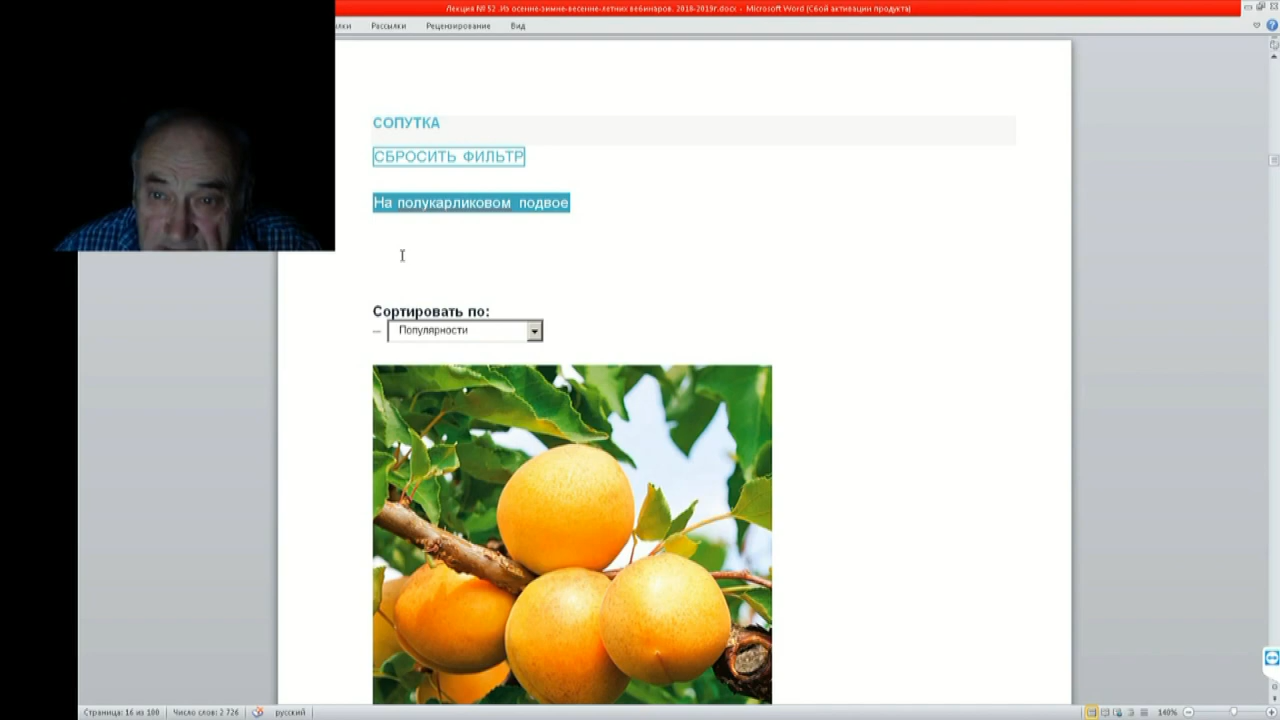 Лекция № 52 .Из осенне-зимне-весенне-летних вебинаров. 2018-2019г.docx - Microsoft Word (Сбой активации продукта)
лки Рассылки Рецензирование Вид
СОПУТКА
СБРОСИТЬ ФИЛЬТР
На полукарликовом подвое
Сортировать по:
Популярности
Страница: 16 из 100 Число слов: 2 726 русский 140%